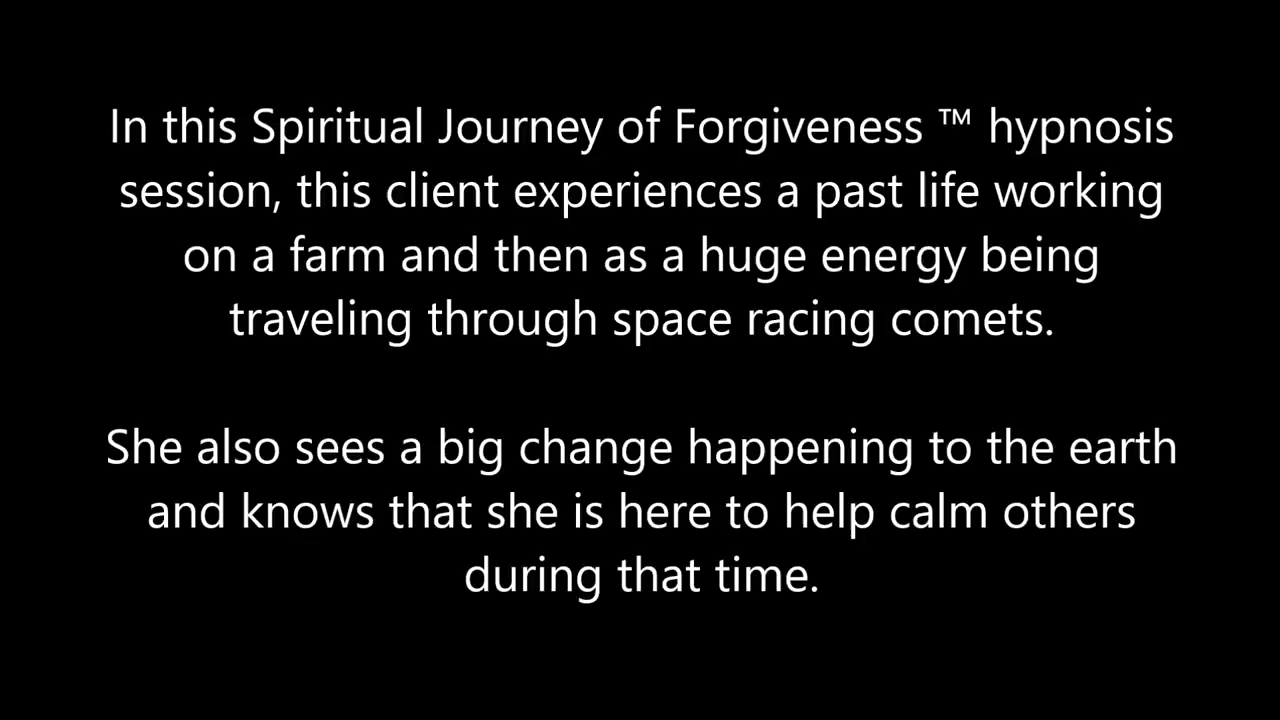 In this Spiritual Journey of Forgiveness ™ hypnosis
session, this client experiences a past life working
on a farm and then as a huge energy being
traveling through space racing comets.
She also sees a big change happening to the earth
and knows that she is here to help calm others
during that time.